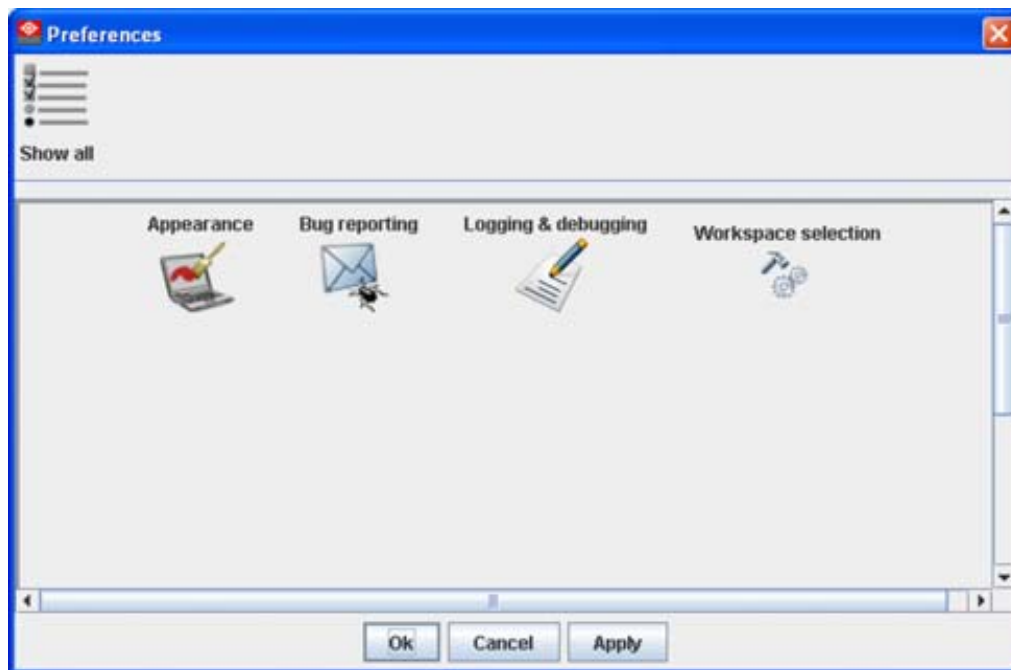 Preferences
Show all
Appearance Bug reporting Logging & debugging Workspace selection
Ok Cancel Apply